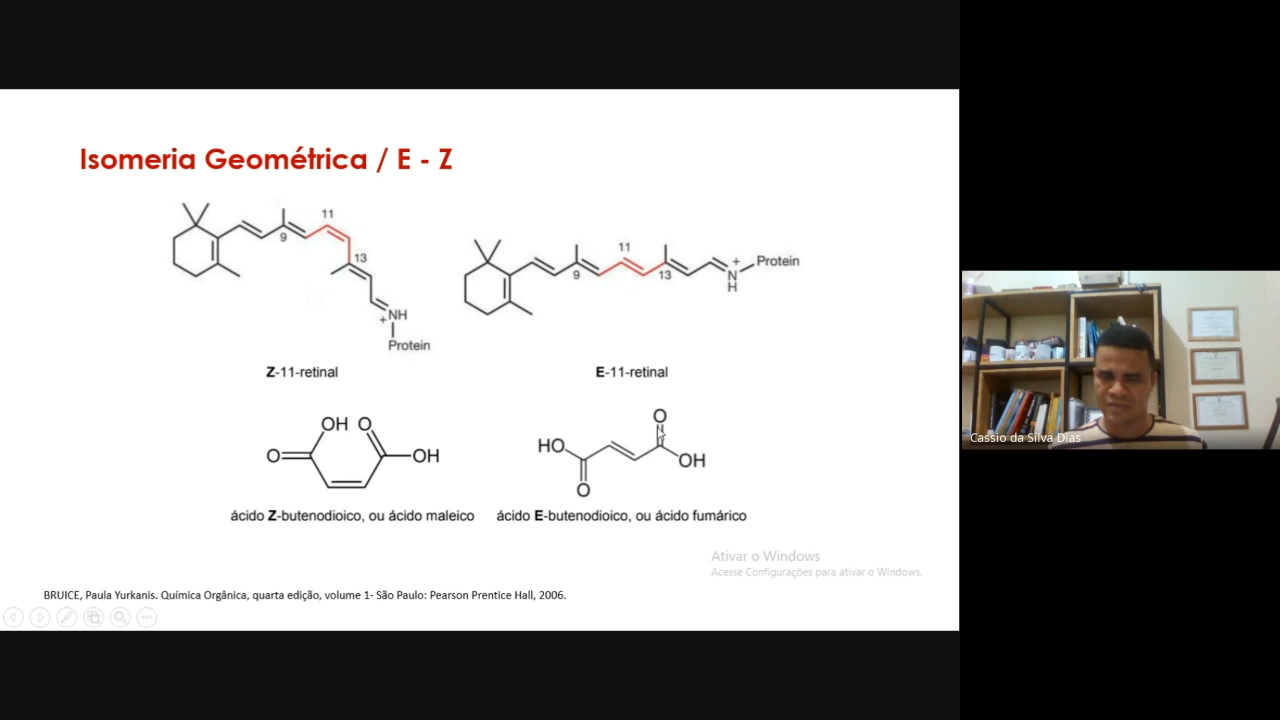 Isomeria Geométrica / E - Z
11
9
13
+
NH
Protein
Z-11-retinal
11
9
13
+
N
H
Protein
E-11-retinal
OH
O
O
OH
ácido Z-butenodioico, ou ácido maleico
O
HO
OH
O
ácido E-butenodioico, ou ácido fumárico
Ativar o Windows
Acesse Configurações para ativar o Windows.
BRUICE, Paula Yurkanis. Química Orgânica, quarta edição, volume 1- São Paulo: Pearson Prentice Hall, 2006.
Cassio da Silva Dias